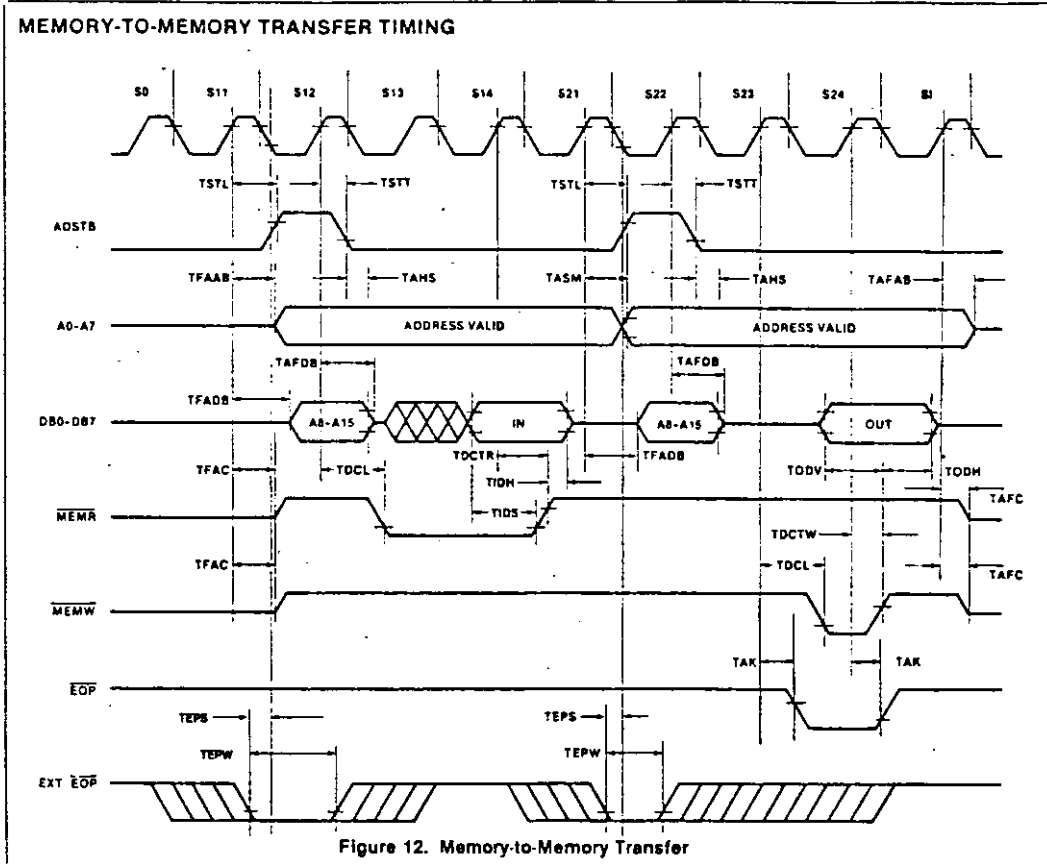 MEMORY-TO-MEMORY TRANSFER TIMING
S0 S11 S12 S13 S14 S21 S22 S23 S24 SI
TSTL TSTT TSTL TSTT
ADSTB
TFAAB TAHS TASM TAHS TAFAB
A0-A7 ADDRESS VALID ADDRESS VALID
TAFDB TAFDB
TFADB
DB0-DB7 A8-A15 IN A8-A15 OUT
TDCTR TFADB
TFAC TDCL TIDH TODV TODH
MEMR TIDS TAFC
TDCTW
TFAC TDCL TAFC
MEMW
TAK TAK
EOP
TEPS TEPS
TEPW TEPW
EXT EOP
Figure 12. Memory-to-Memory Transfer